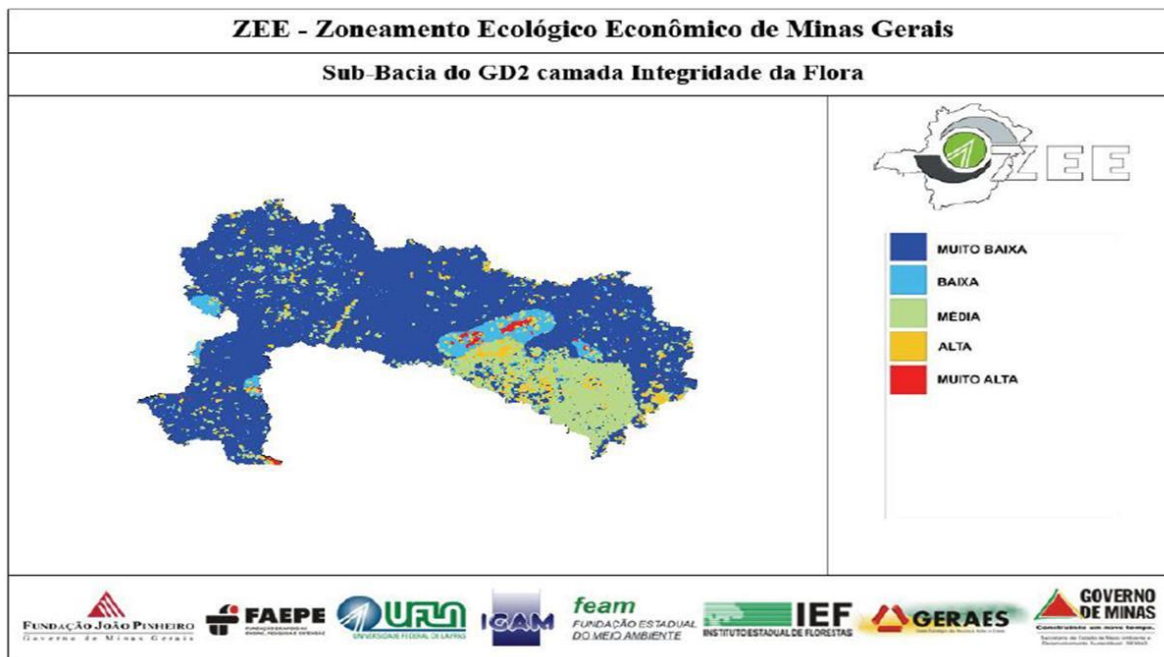 ZEE - Zoneamento Ecológico Econômico de Minas Gerais
Sub-Bacia do GD2 camada Integridade da Flora
ZEE
MUITO BAIXA
BAIXA
MÉDIA
ALTA
MUITO ALTA
FUNDAÇÃO JOÃO PINHEIRO
Governo de Minas Gerais
FAEPE
UFLA
UNIVERSIDADE FEDERAL DE LAVRAS
IGAM
feam
FUNDAÇÃO ESTADUAL
DO MEIO AMBIENTE
IEF
INSTITUTO ESTADUAL DE FLORESTAS
GERAES
GOVERNO
DE MINAS
Construindo um novo tempo.